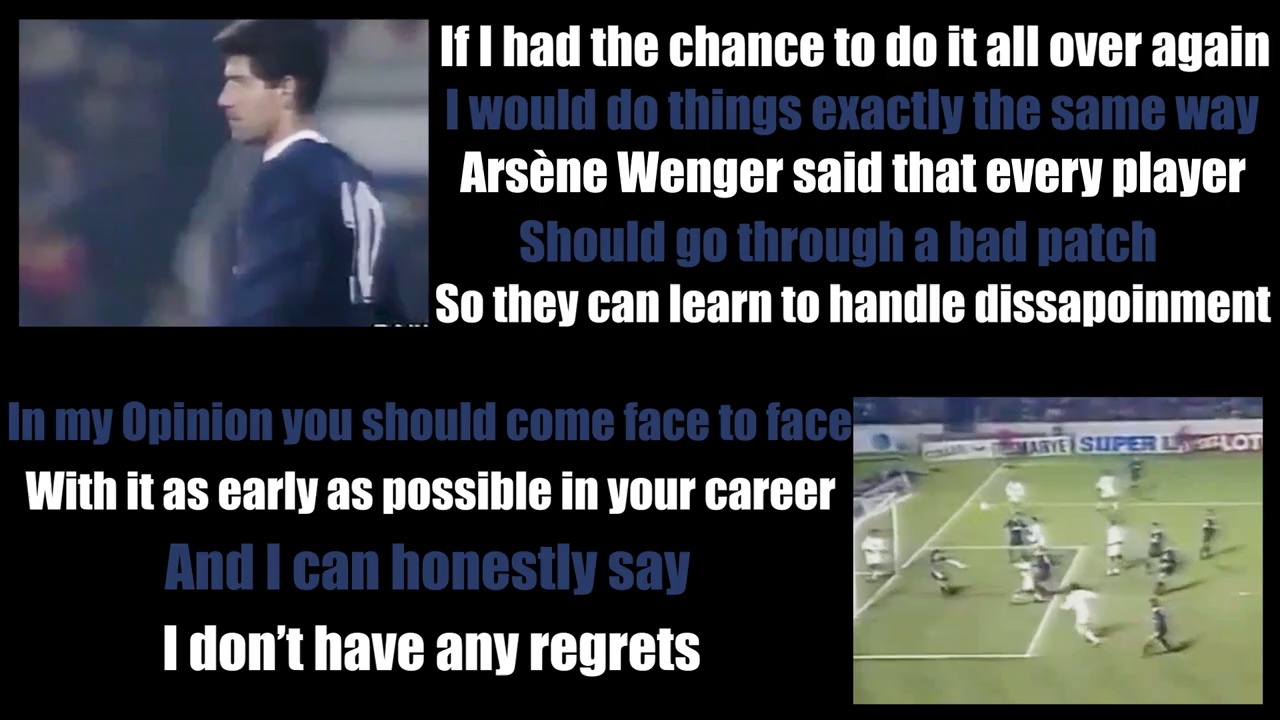 If I had the chance to do it all over again
I would do things exactly the same way
Arsène Wenger said that every player
Should go through a bad patch
So they can learn to handle dissapoinment
10
In my Opinion you should come face to face
With it as early as possible in your career
And I can honestly say
I don't have any regrets
SUPER L
LOT